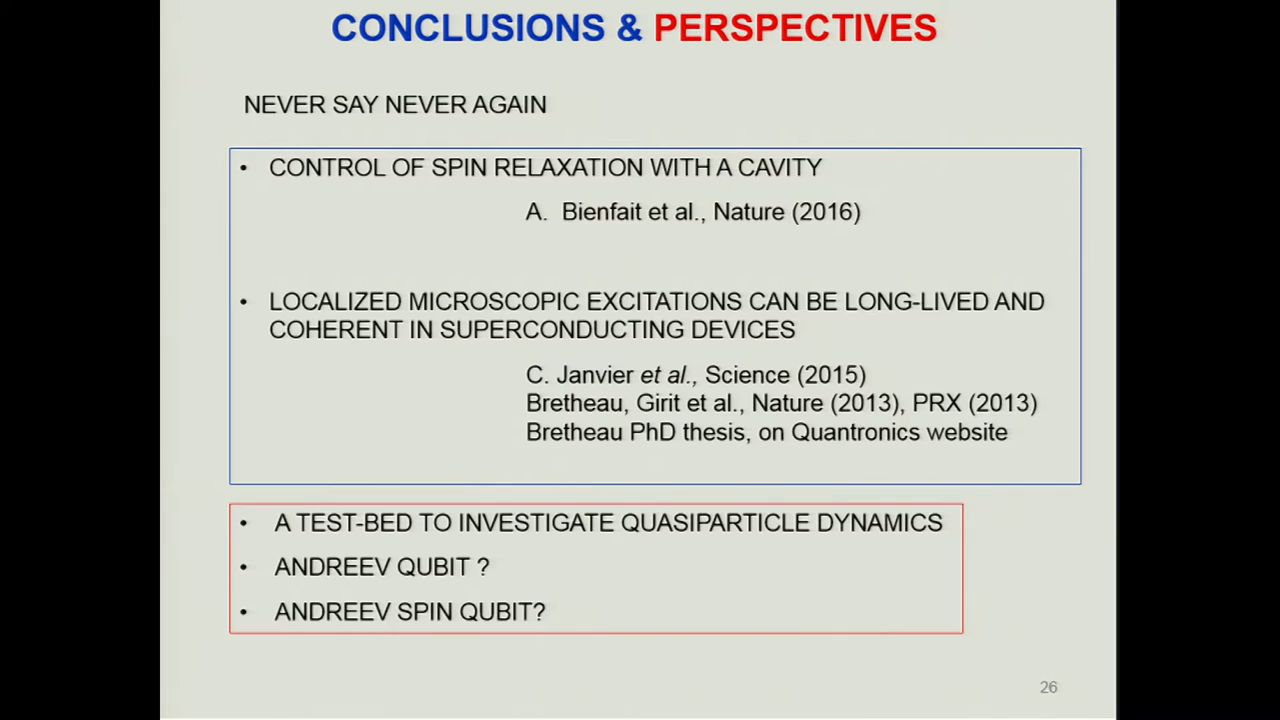 CONCLUSIONS & PERSPECTIVES
NEVER SAY NEVER AGAIN
• CONTROL OF SPIN RELAXATION WITH A CAVITY
A. Bienfait et al., Nature (2016)
• LOCALIZED MICROSCOPIC EXCITATIONS CAN BE LONG-LIVED AND
COHERENT IN SUPERCONDUCTING DEVICES
C. Janvier et al., Science (2015)
Bretheau, Girit et al., Nature (2013), PRX (2013)
Bretheau PhD thesis, on Quantronics website
• A TEST-BED TO INVESTIGATE QUASIPARTICLE DYNAMICS
• ANDREEV QUBIT ?
• ANDREEV SPIN QUBIT?
26